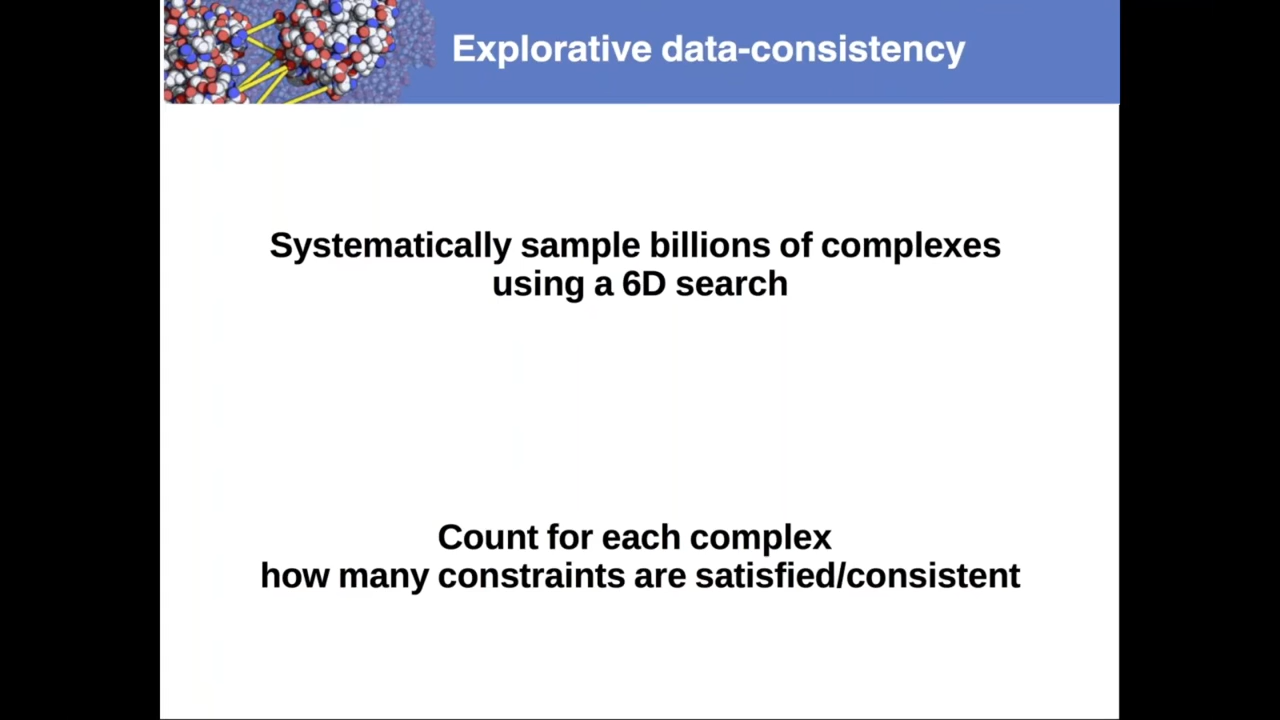 Explorative data-consistency
Systematically sample billions of complexes
using a 6D search
Count for each complex
how many constraints are satisfied/consistent